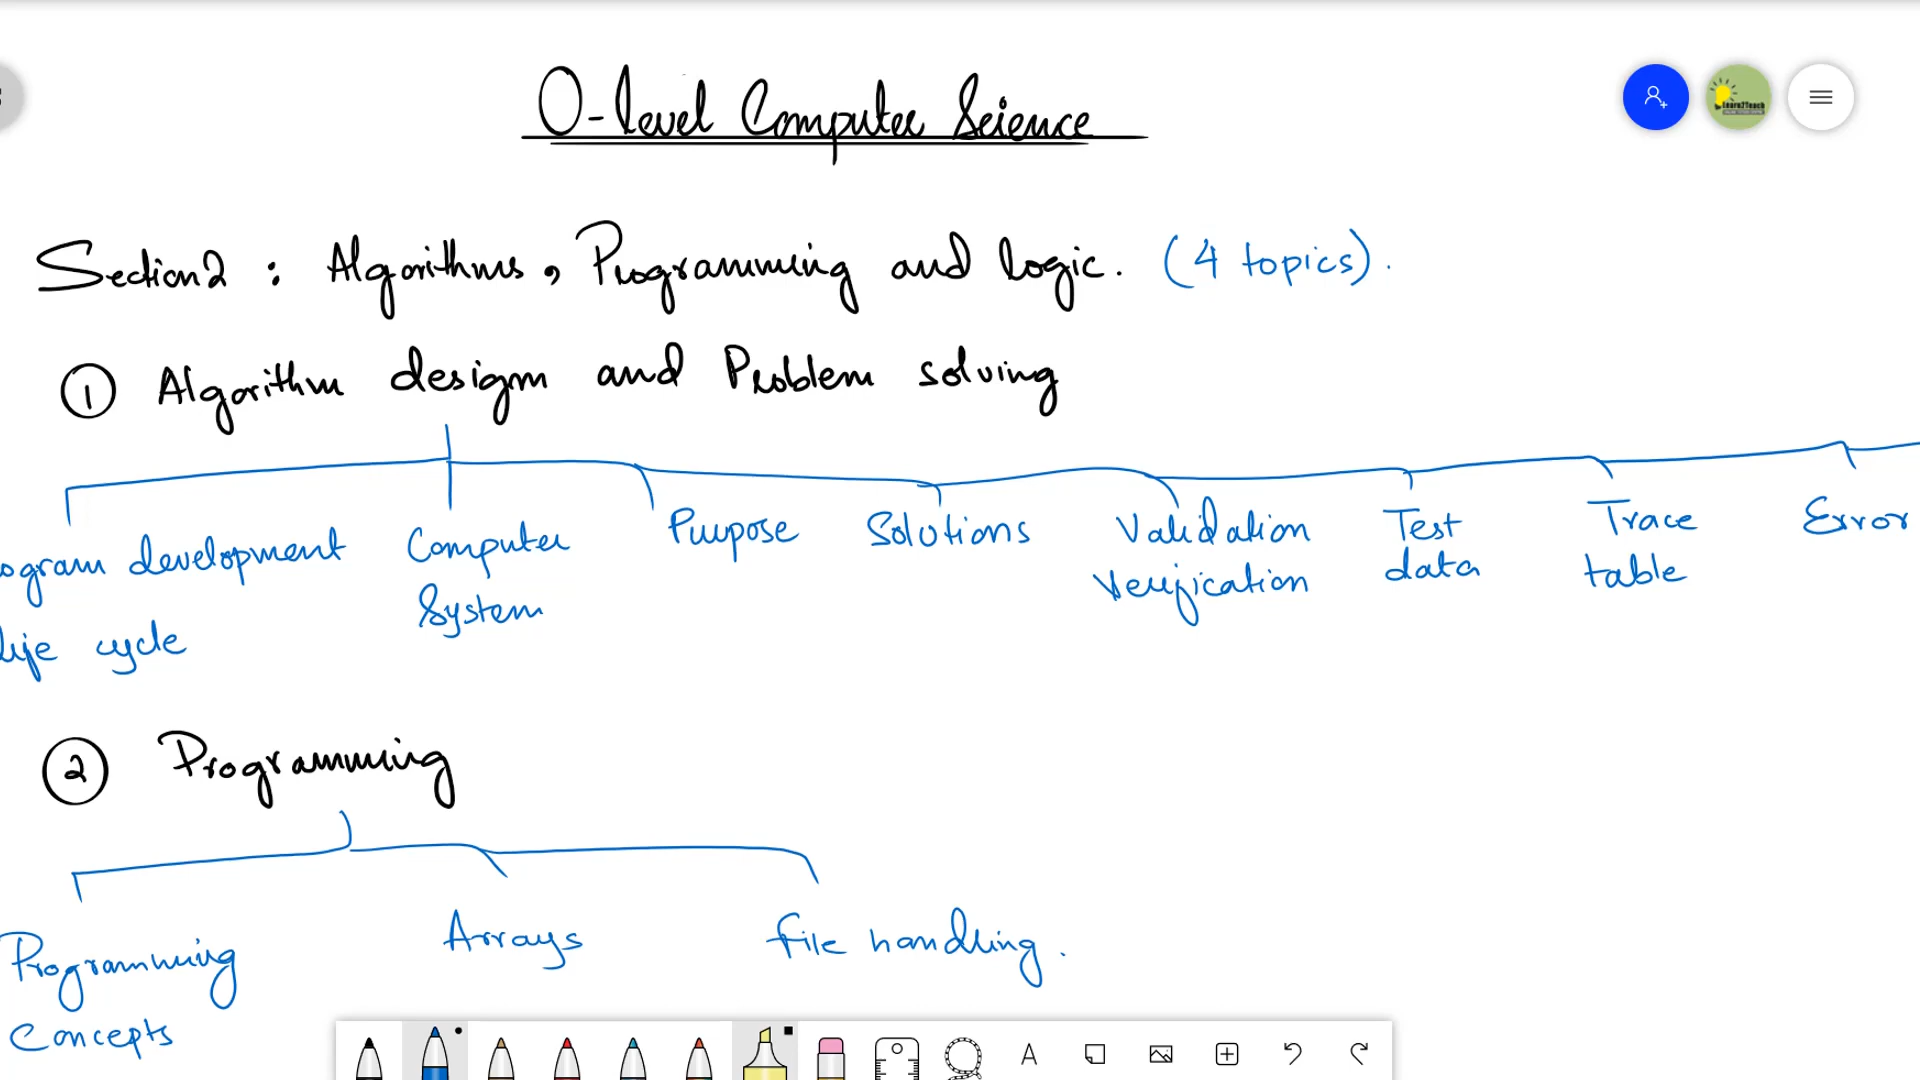 O-level Computer Science
Section 2 : Algorithms, Programming and logic. (4 topics).
1 Algorithm design and Problem solving
ogram development
life cycle
Computer
System
Purpose
Solutions
Validation
Verification
Test
data
Trace
table
Error
2 Programming
Programming
Concepts
Arrays
file handling.
Learn2Teach
A